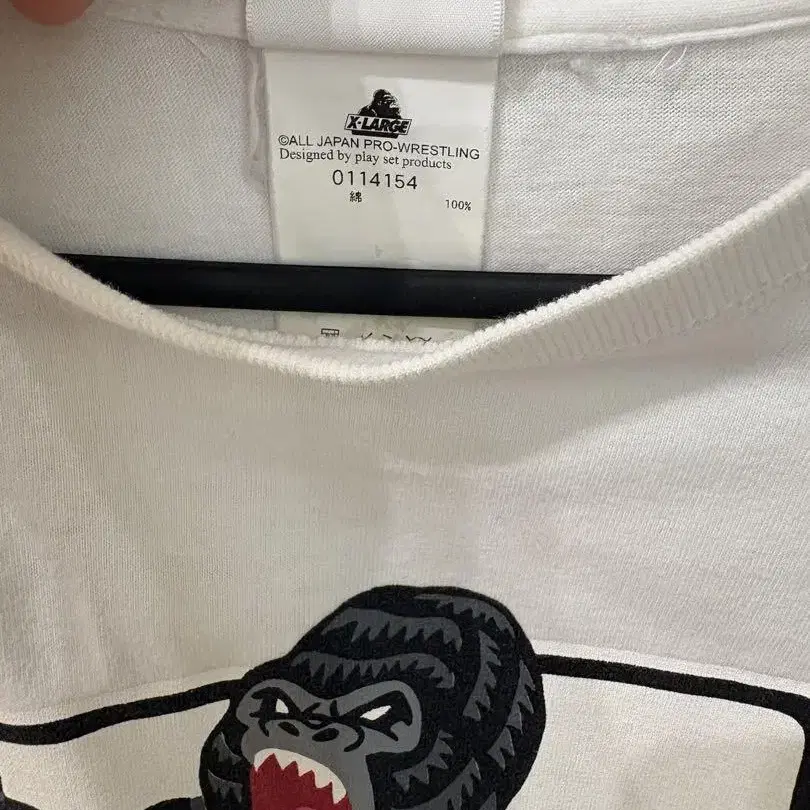 X-LARGE
©ALL JAPAN PRO-WRESTLING
Designed by play set products
0114154
綿 100%